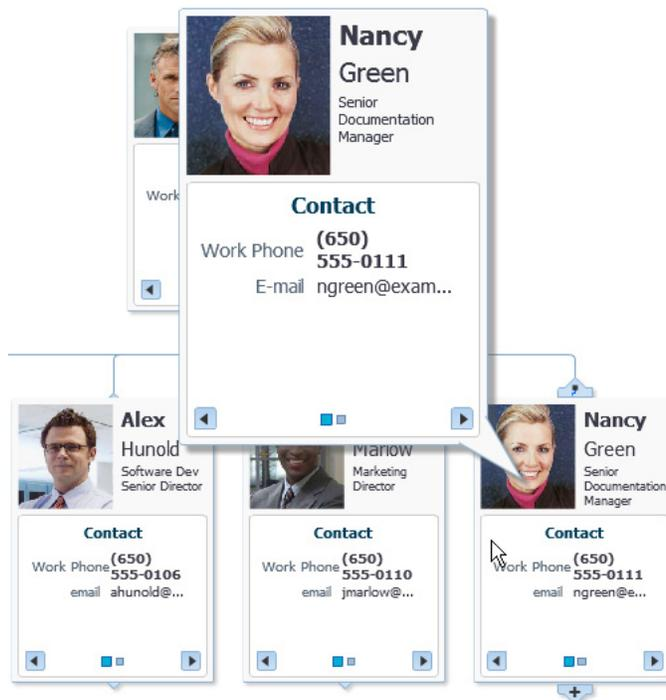 Nancy
Green
Senior
Documentation
Manager
Work
Contact
Work Phone (650)
555-0111
E-mail ngreen@exam...
Alex
Hunold
Software Dev
Senior Director
Contact
Work Phone (650)
555-0106
email ahunold@...
Marlow
Marketing
Director
Contact
Work Phone (650)
555-0110
email jmarlow@...
Nancy
Green
Senior
Documentation
Manager
Contact
Work Phone (650)
555-0111
email ngreen@e...